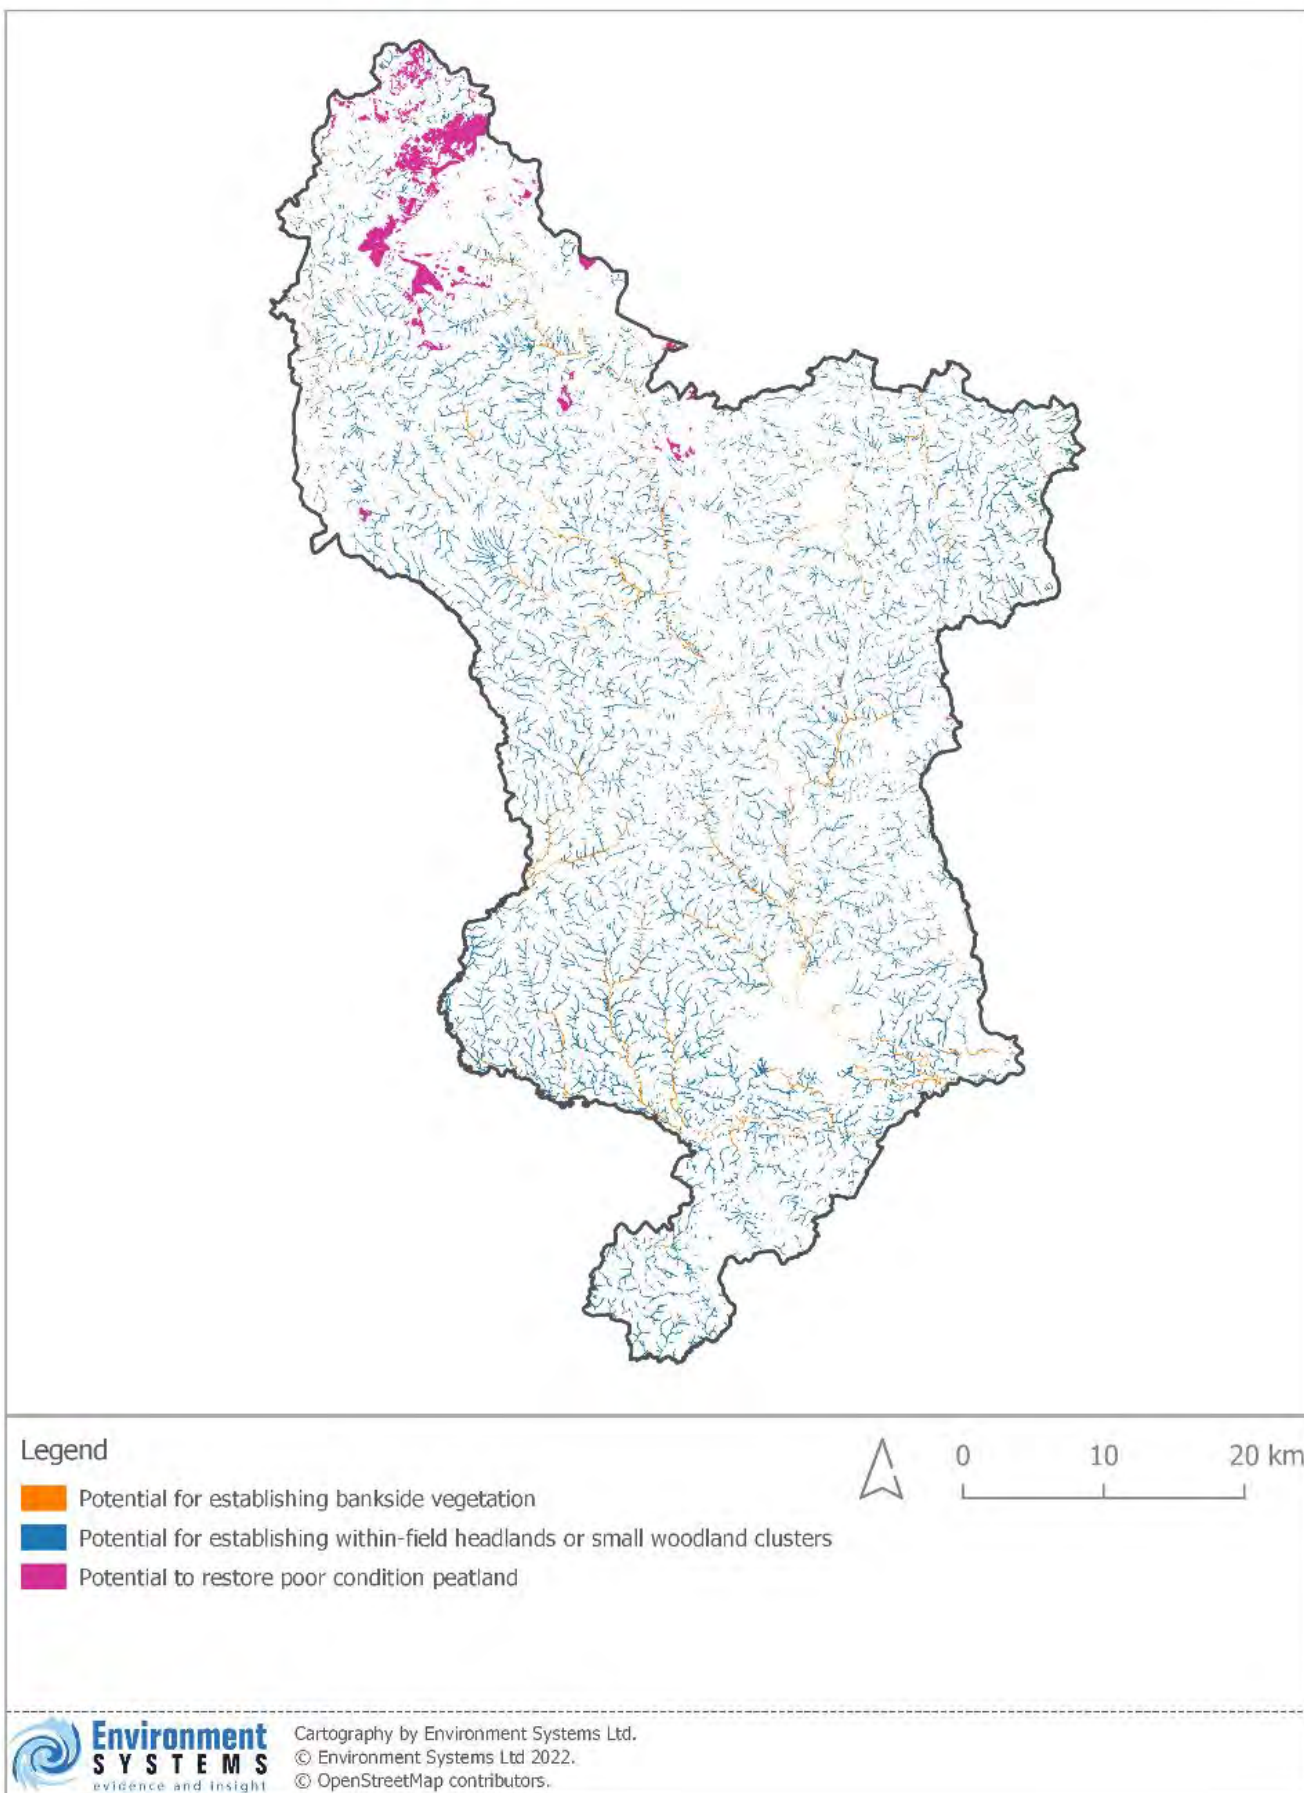 Legend
0 10 20 km
Potential for establishing bankside vegetation
Potential for establishing within-field headlands or small woodland clusters
Potential to restore poor condition peatland
Environment
SYSTEMS
evidence and insight
Cartography by Environment Systems Ltd.
© Environment Systems Ltd 2022.
© OpenStreetMap contributors.